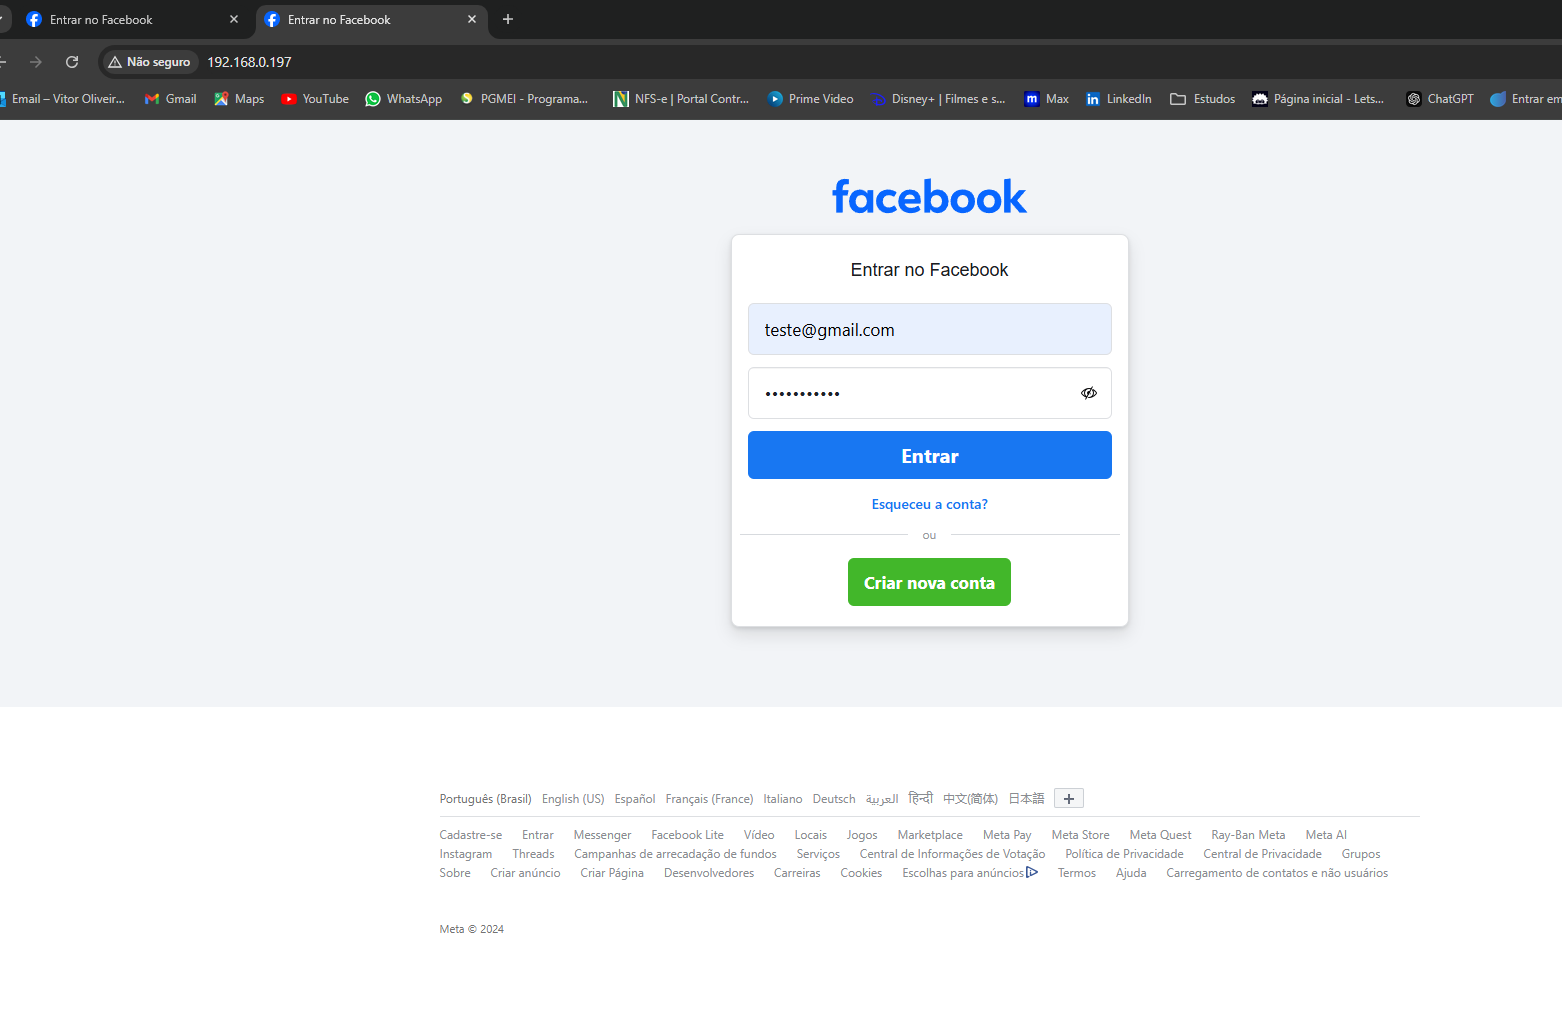 Entrar no Facebook
Entrar no Facebook
Não seguro 192.168.0.197
Email – Vitor Oliveir... Gmail Maps YouTube WhatsApp PGMEI - Programa... NFS-e | Portal Contr... Prime Video Disney+ | Filmes e s... Max LinkedIn Estudos Página inicial - Lets... ChatGPT Entrar em
facebook
Entrar no Facebook
teste@gmail.com
•••••••••••
Entrar
Esqueceu a conta?
ou
Criar nova conta
Português (Brasil) English (US) Español Français (France) Italiano Deutsch العربية हिन्दी 中文(简体) 日本語
Cadastre-se Entrar Messenger Facebook Lite Vídeo Locais Jogos Marketplace Meta Pay Meta Store Meta Quest Ray-Ban Meta Meta AI
Instagram Threads Campanhas de arrecadação de fundos Serviços Central de Informações de Votação Política de Privacidade Central de Privacidade Grupos
Sobre Criar anúncio Criar Página Desenvolvedores Carreiras Cookies Escolhas para anúncios Termos Ajuda Carregamento de contatos e não usuários
Meta © 2024